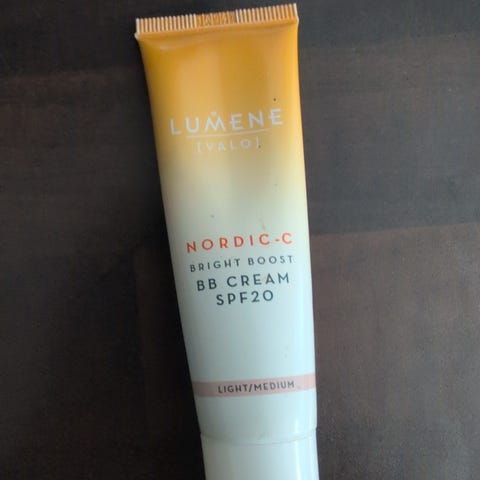 LUMENE
[VALO]
NORDIC-C
BRIGHT BOOST
BB CREAM
SPF20
LIGHT/MEDIUM